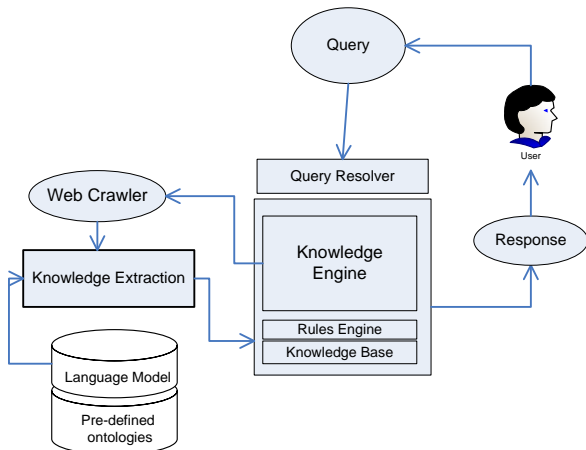 Query
User
Query Resolver
Web Crawler
Knowledge
Engine
Response
Knowledge Extraction
Rules Engine
Knowledge Base
Language Model
Pre-defined
ontologies